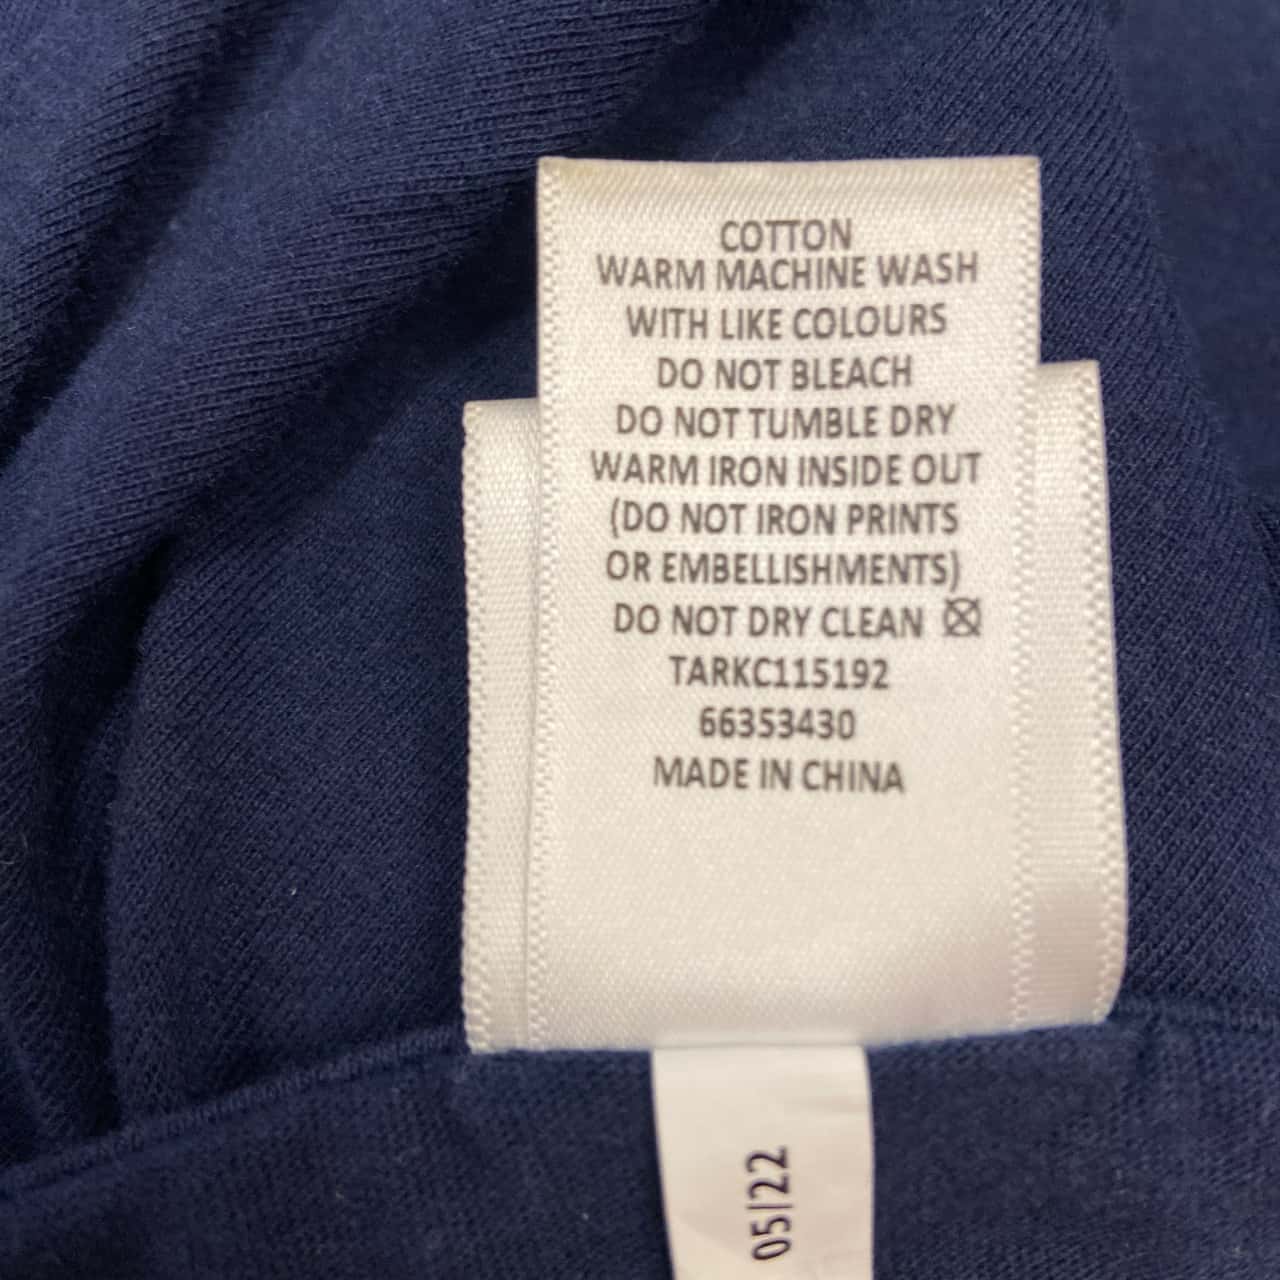 COTTON
WARM MACHINE WASH
WITH LIKE COLOURS
DO NOT BLEACH
DO NOT TUMBLE DRY
WARM IRON INSIDE OUT
(DO NOT IRON PRINTS
OR EMBELLISHMENTS)
DO NOT DRY CLEAN
TARKC115192
66353430
MADE IN CHINA
05/22